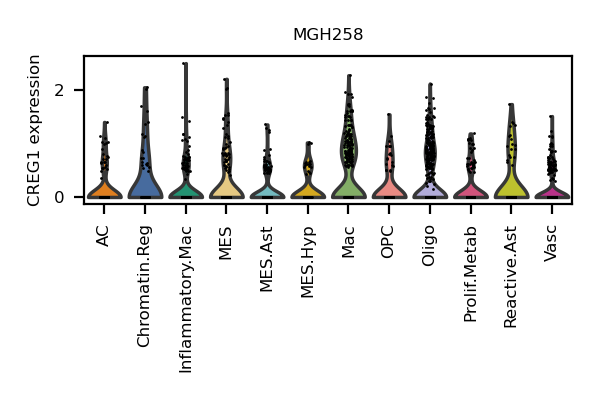 MGH258
CREG1 expression
2
0
AC
Chromatin.Reg
Inflammatory.Mac
MES
MES.Ast
MES.Hyp
Mac
OPC
Oligo
Prolif.Metab
Reactive.Ast
Vasc